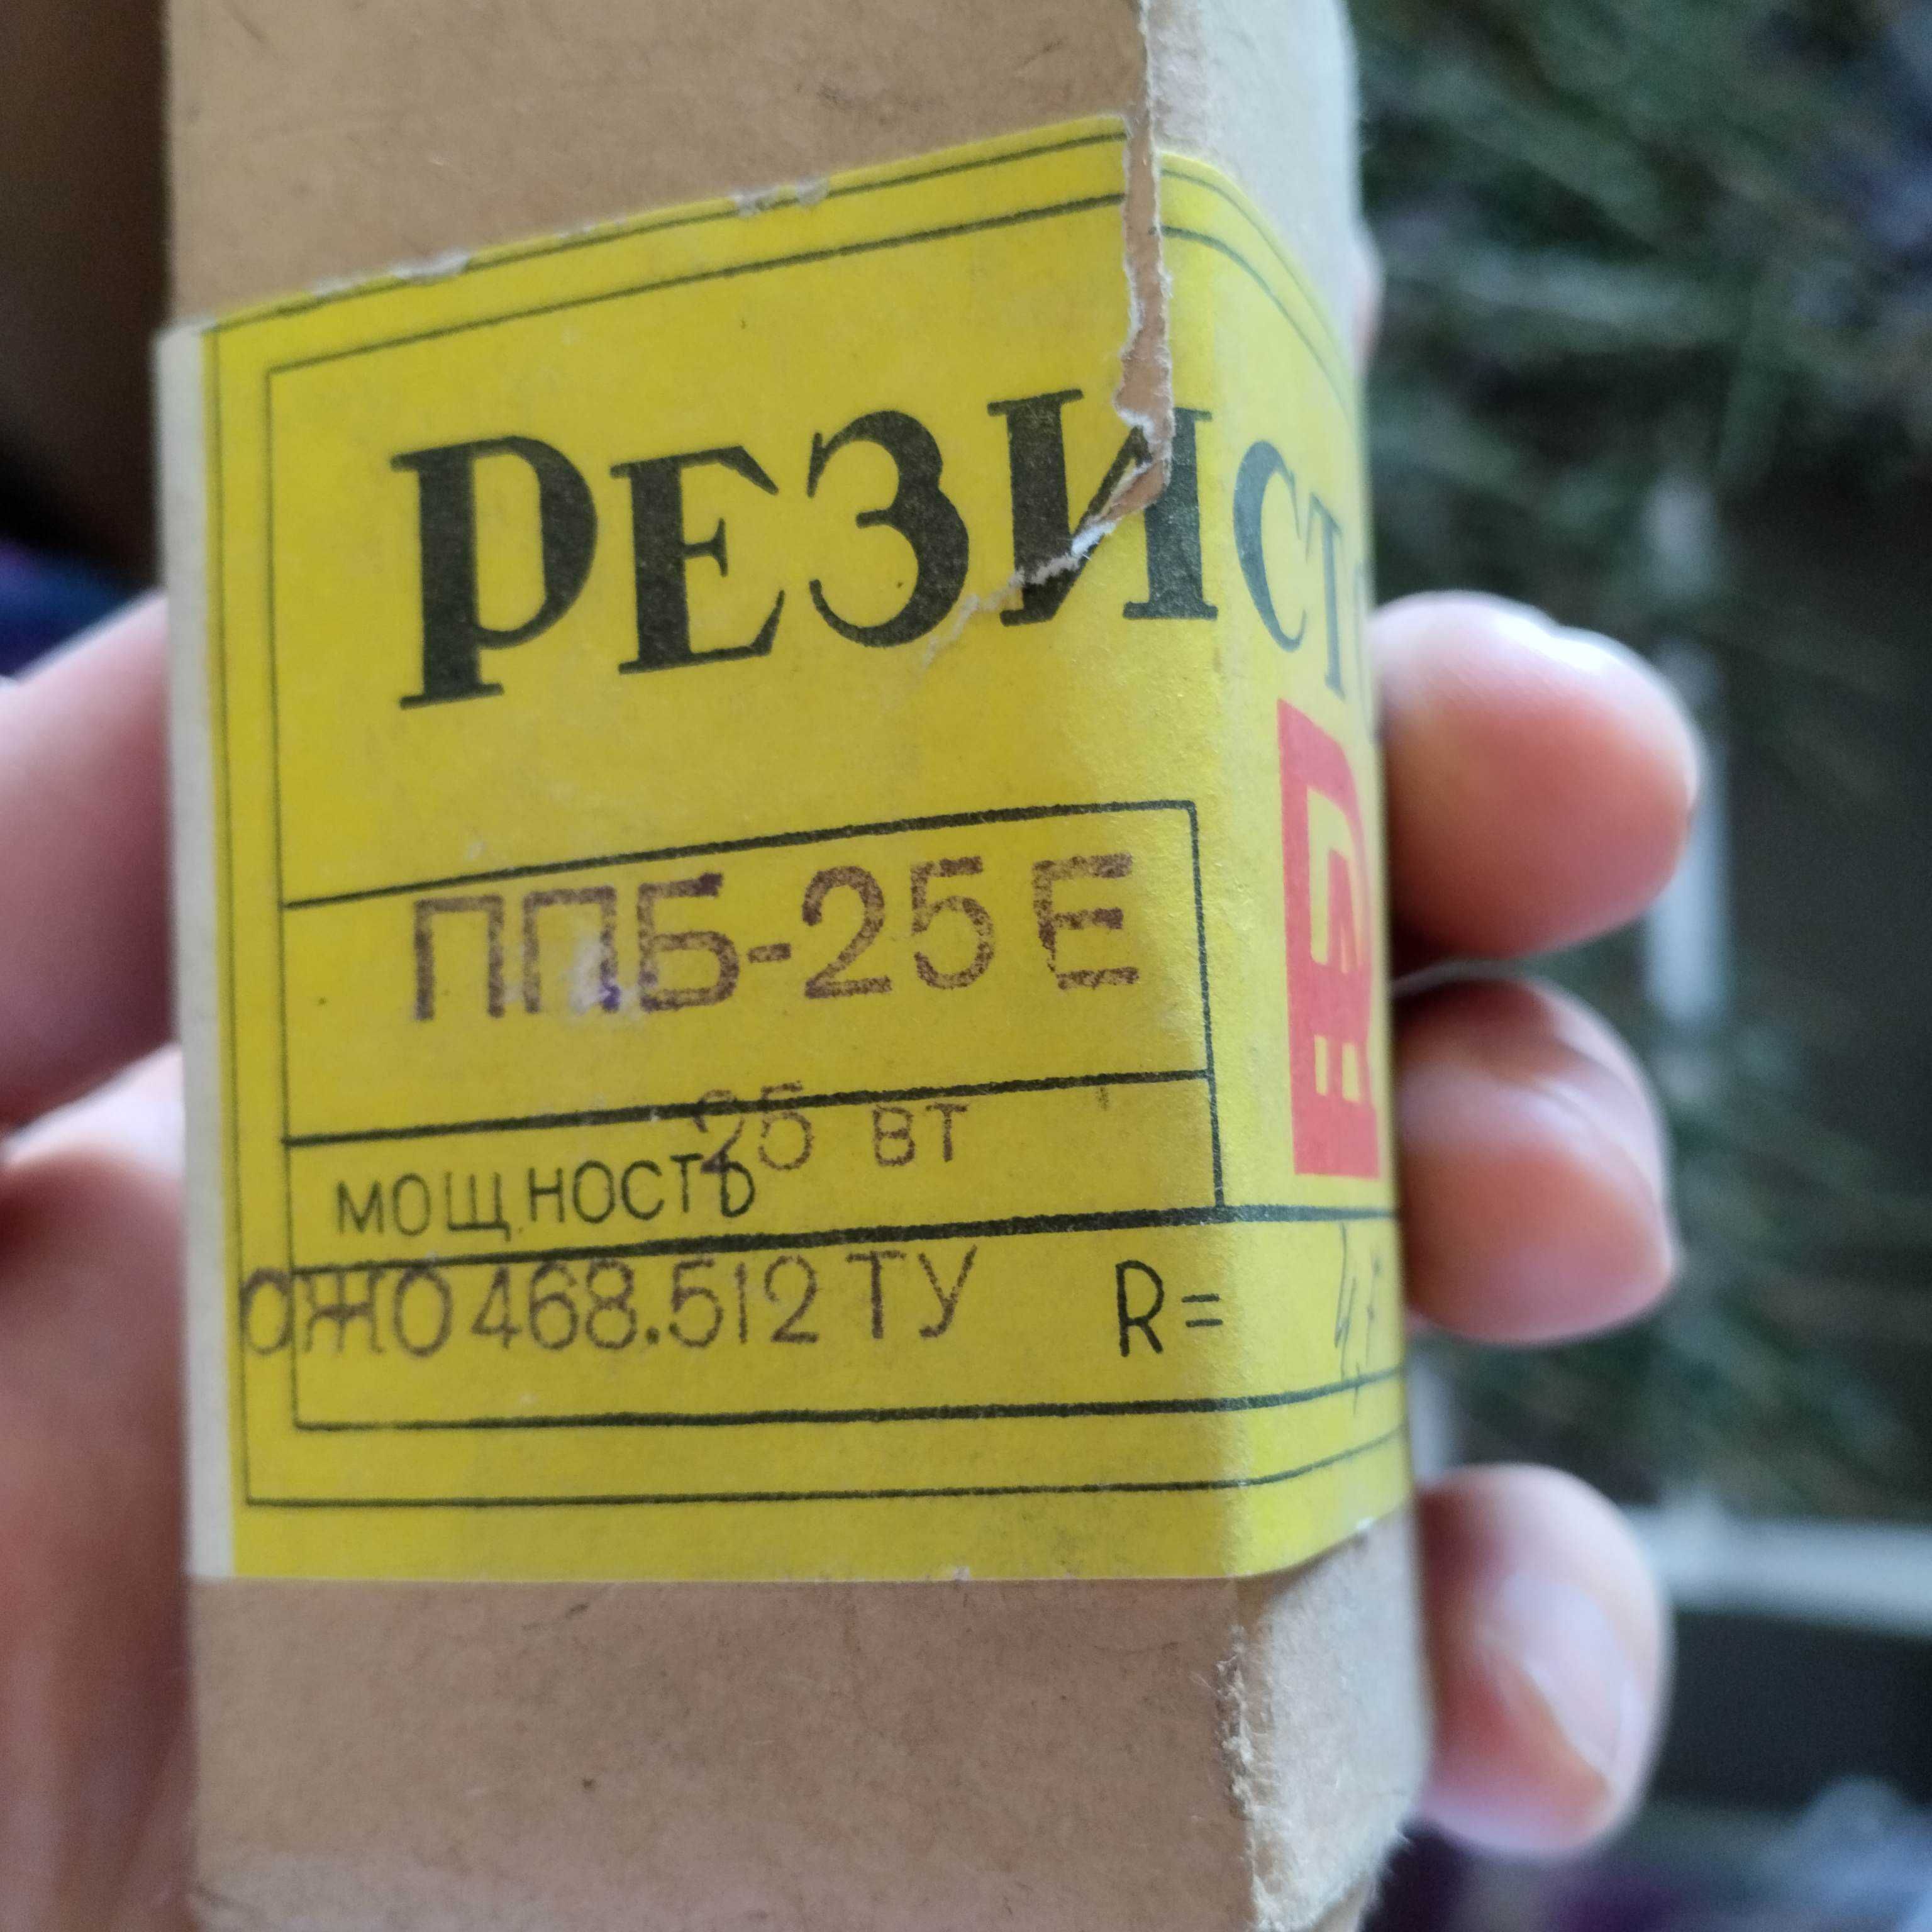 РЕЗИСТ
ППБ-25Е
25 ВТ
МОЩНОСТЬ
ОЖО 468.512 ТУ R=